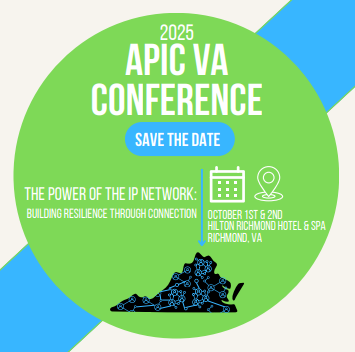 2025
APIC VA
CONFERENCE
SAVE THE DATE
THE POWER OF THE IP NETWORK:
BUILDING RESILIENCE THROUGH CONNECTION
OCTOBER 1ST & 2ND
HILTON RICHMOND HOTEL & SPA
RICHMOND, VA